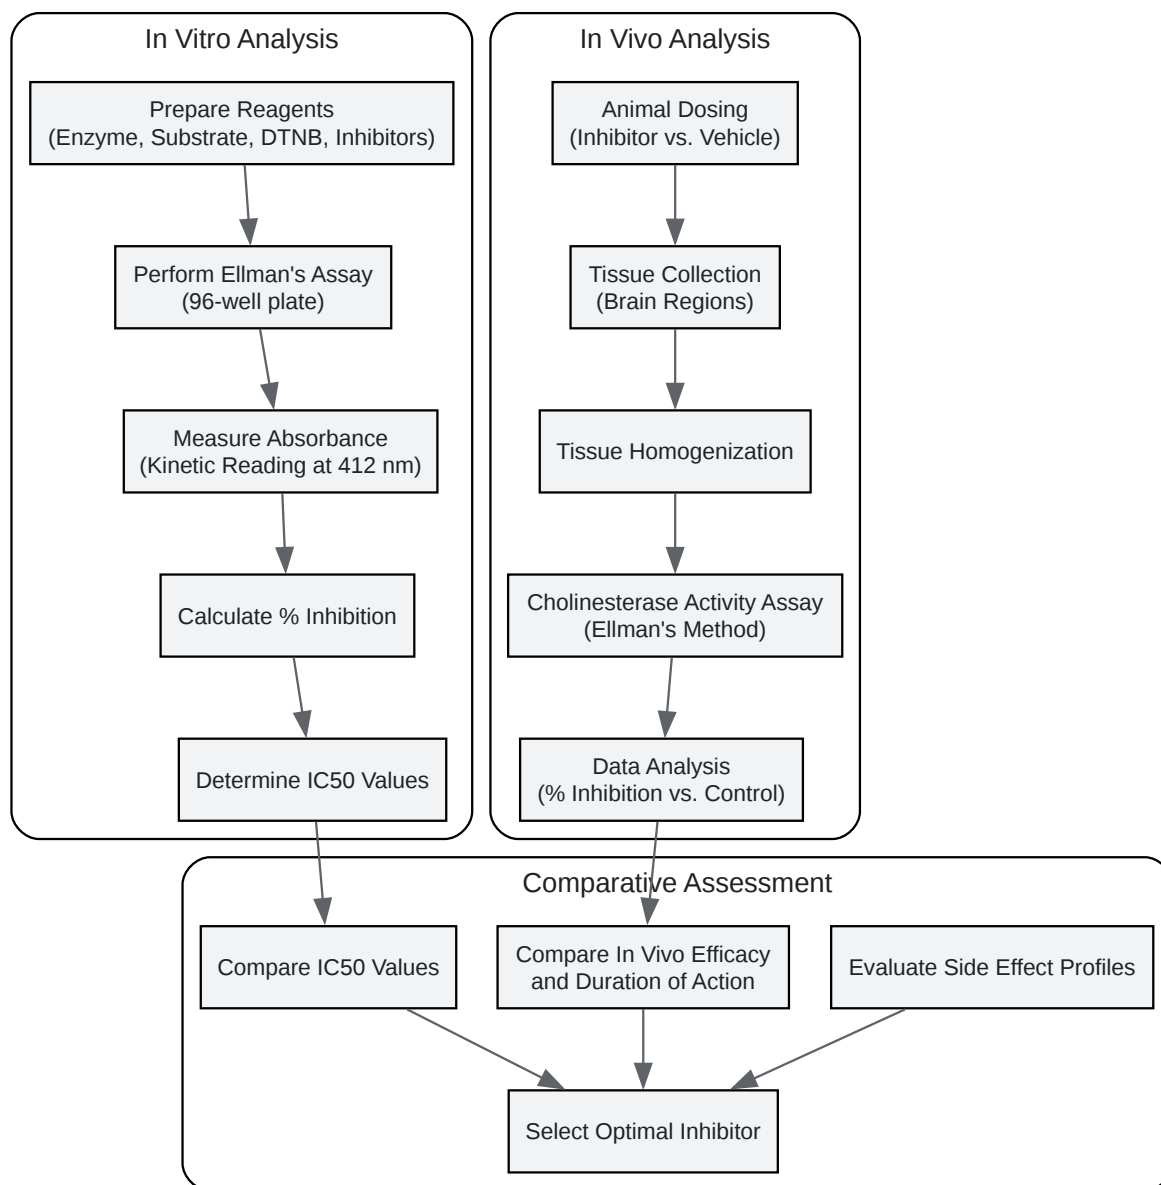 In Vitro Analysis
Prepare Reagents
(Enzyme, Substrate, DTNB, Inhibitors)
Perform Ellman's Assay
(96-well plate)
Measure Absorbance
(Kinetic Reading at 412 nm)
Calculate % Inhibition
Determine IC50 Values
In Vivo Analysis
Animal Dosing
(Inhibitor vs. Vehicle)
Tissue Collection
(Brain Regions)
Tissue Homogenization
Cholinesterase Activity Assay
(Ellman's Method)
Data Analysis
(% Inhibition vs. Control)
Comparative Assessment
Compare IC50 Values
Compare In Vivo Efficacy
and Duration of Action
Evaluate Side Effect Profiles
Select Optimal Inhibitor